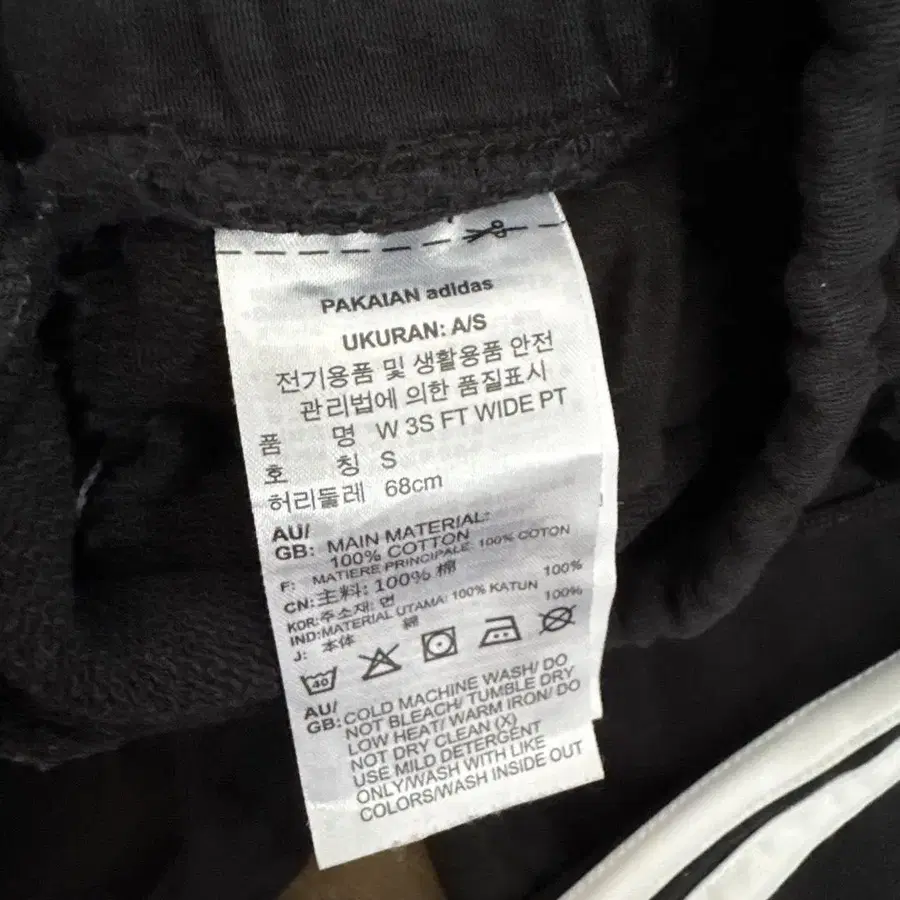 PAKAIAN adidas
UKURAN: A/S
전기용품 및 생활용품 안전
관리법에 의한 품질표시
품 명 W 3S FT WIDE PT
호 칭 S
허리둘레 68cm
AU/
GB: MAIN MATERIAL:
100% COTTON
F: MATIERE PRINCIPALE: 100% COTON
CN: 主料: 100% 棉
KOR: 주소재: 면 100%
IND: MATERIAL UTAMA: 100% KATUN
J: 本体 綿 100%
40
AU/
GB: COLD MACHINE WASH/ DO
NOT BLEACH/ TUMBLE DRY
LOW HEAT/ WARM IRON/ DO
NOT DRY CLEAN (X)
USE MILD DETERGENT
ONLY/WASH WITH LIKE
COLORS/WASH INSIDE OUT